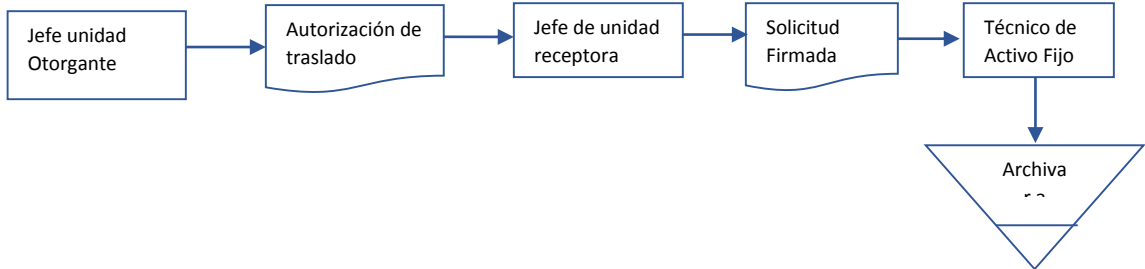 Jefe unidad
Otorgante
Autorización de
traslado
Jefe de unidad
receptora
Solicitud
Firmada
Técnico de
Activo Fijo
Archiva